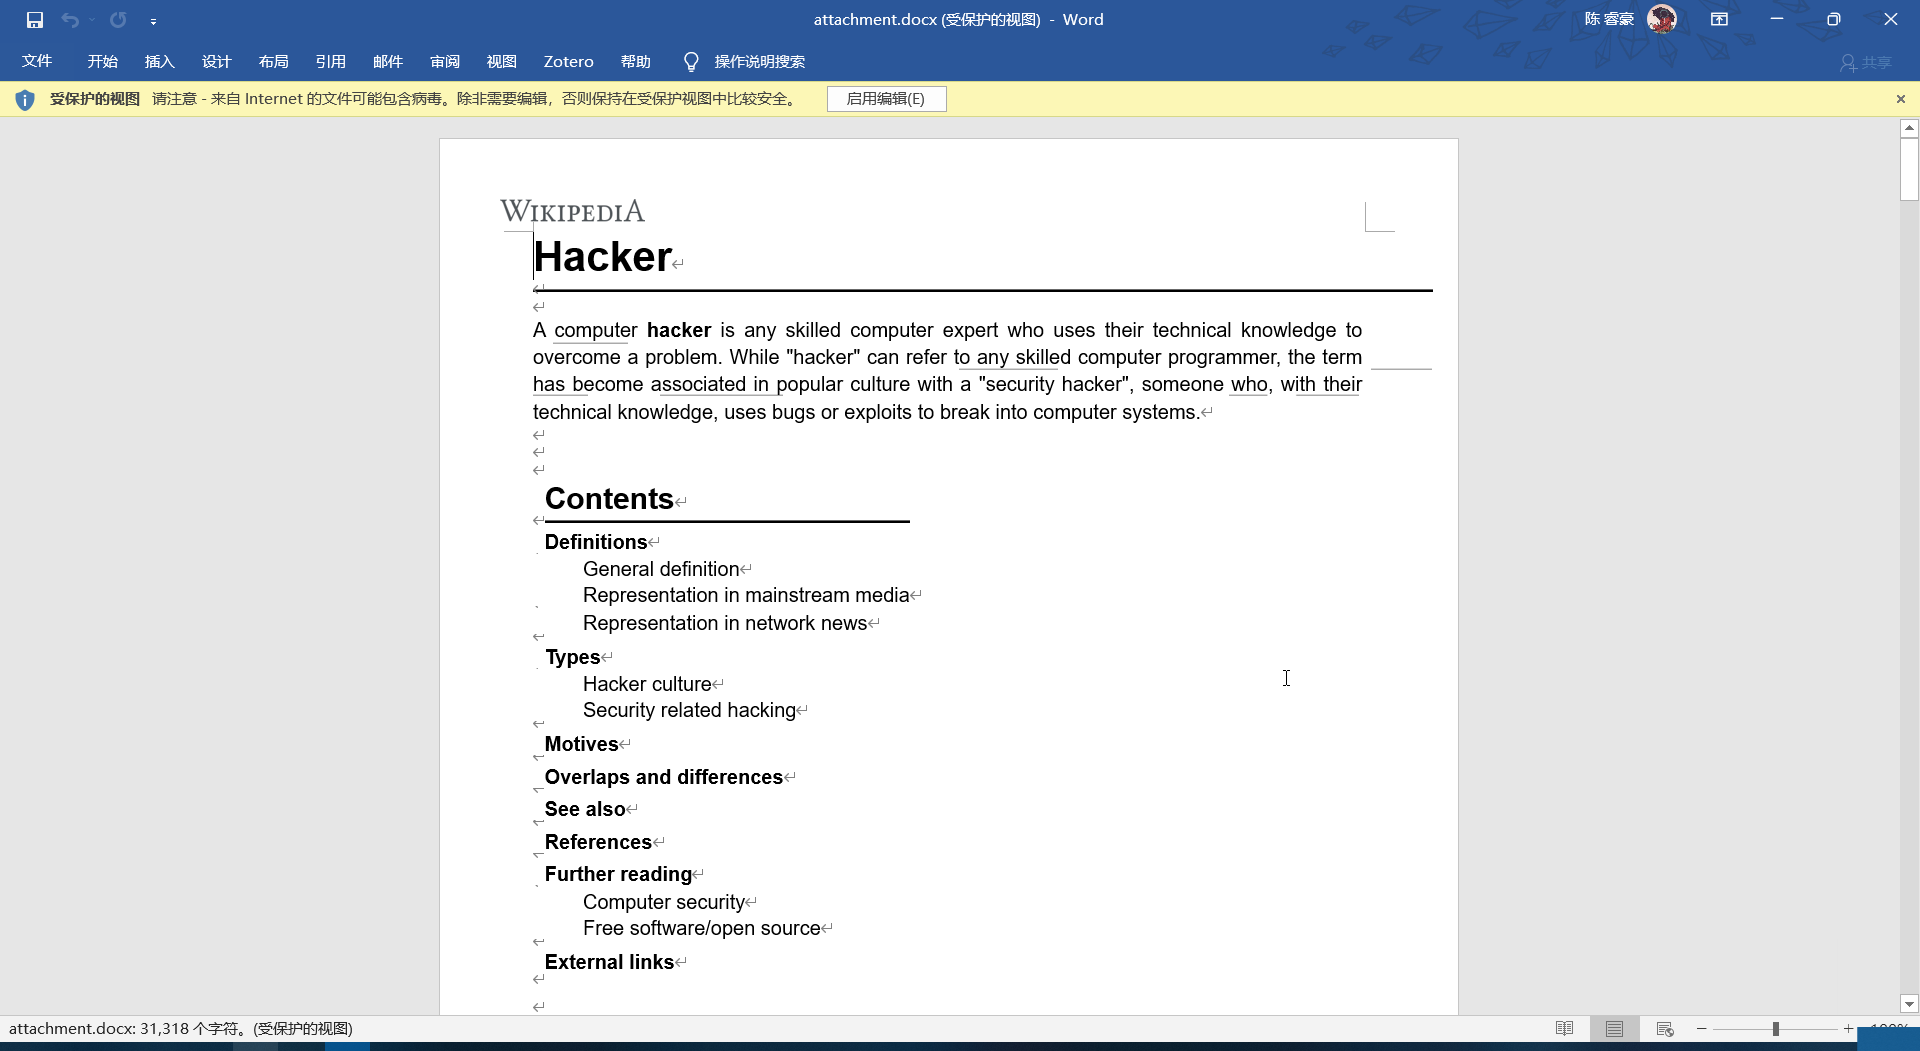 attachment.docx (受保护的视图) - Word
陈 睿豪
文件 开始 插入 设计 布局 引用 邮件 审阅 视图 Zotero 帮助 操作说明搜索 共享
受保护的视图 请注意 - 来自 Internet 的文件可能包含病毒。除非需要编辑，否则保持在受保护视图中比较安全。 启用编辑(E)
WIKIPEDIA
Hacker
A computer hacker is any skilled computer expert who uses their technical knowledge to
overcome a problem. While "hacker" can refer to any skilled computer programmer, the term
has become associated in popular culture with a "security hacker", someone who, with their
technical knowledge, uses bugs or exploits to break into computer systems.
Contents
Definitions
General definition
Representation in mainstream media
Representation in network news
Types
Hacker culture
Security related hacking
Motives
Overlaps and differences
See also
References
Further reading
Computer security
Free software/open source
External links
attachment.docx: 31,318 个字符。(受保护的视图)